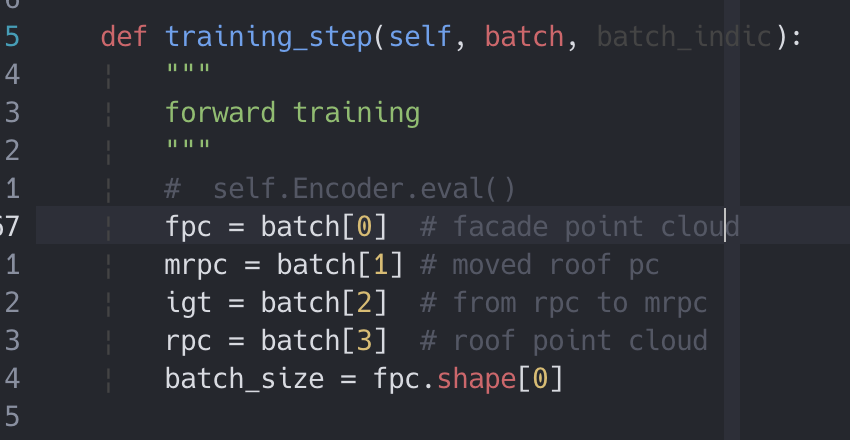 6
5 def training_step(self, batch, batch_indic):
4 """
3 forward training
2 """
1 #  self.Encoder.eval()
57 fpc = batch[0]  # facade point cloud
1 mrpc = batch[1] # moved roof pc
2 igt = batch[2]  # from rpc to mrpc
3 rpc = batch[3]  # roof point cloud
4 batch_size = fpc.shape[0]
5